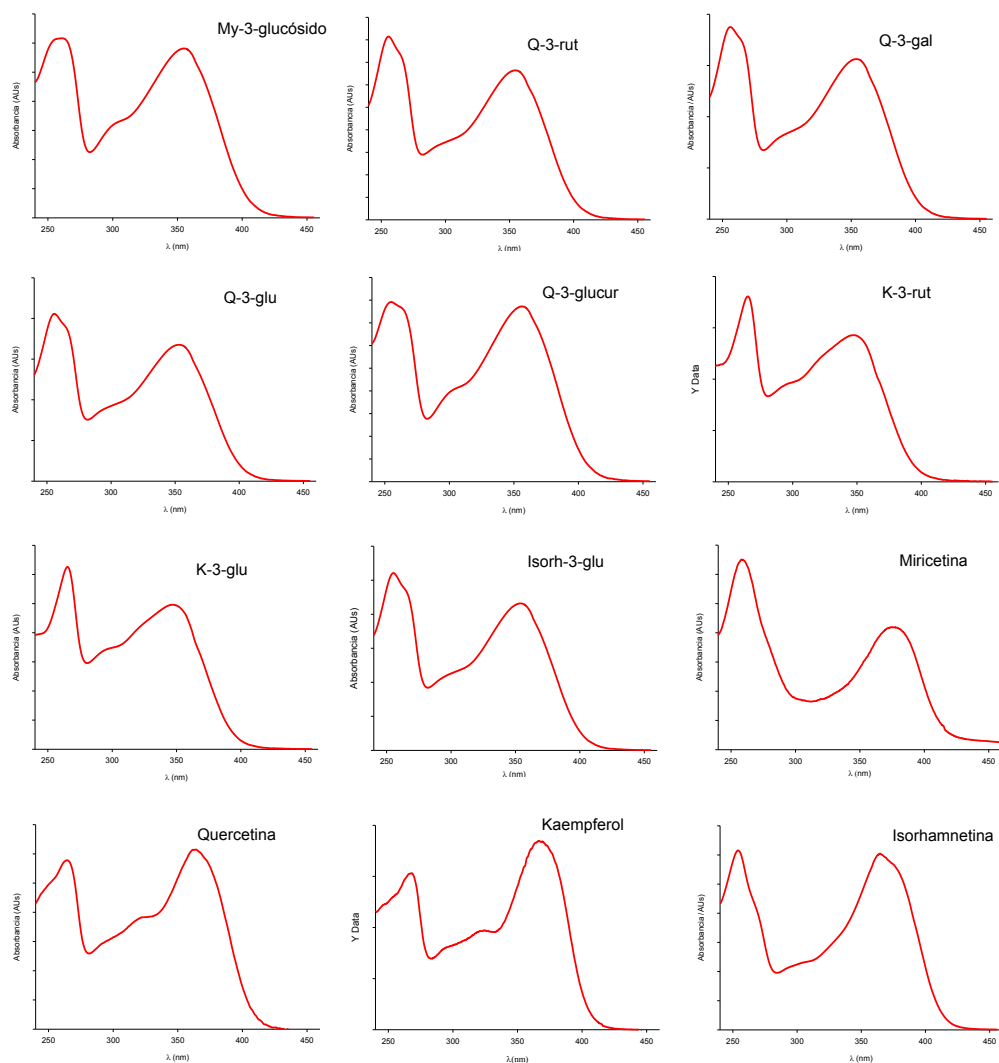 My-3-glucósido
Absorbancia (AUs)
250 300 350 400 450
λ (nm)
Q-3-rut
Absorbancia (AUs)
250 300 350 400 450
λ (nm)
Q-3-gal
Absorbancia /AUs)
250 300 350 400 450
λ (nm)
Q-3-glu
Absorbancia (AUs)
250 300 350 400 450
λ (nm)
Q-3-glucur
Absorbancia (AUs)
250 300 350 400 450
λ (nm)
K-3-rut
Y Data
250 300 350 400 450
λ (nm)
K-3-glu
Absorbancia (AUs)
250 300 350 400 450
λ (nm)
Isorh-3-glu
Absorbancia (AUs)
250 300 350 400 450
λ (nm)
Miricetina
Absorbancia (AUs)
250 300 350 400 450
λ (nm)
Quercetina
Absorbancia (AUs)
250 300 350 400 450
λ (nm)
Kaempferol
Y Data
250 300 350 400 450
λ(nm)
Isorhamnetina
Absorbancia /AUs)
250 300 350 400 450
λ (nm)